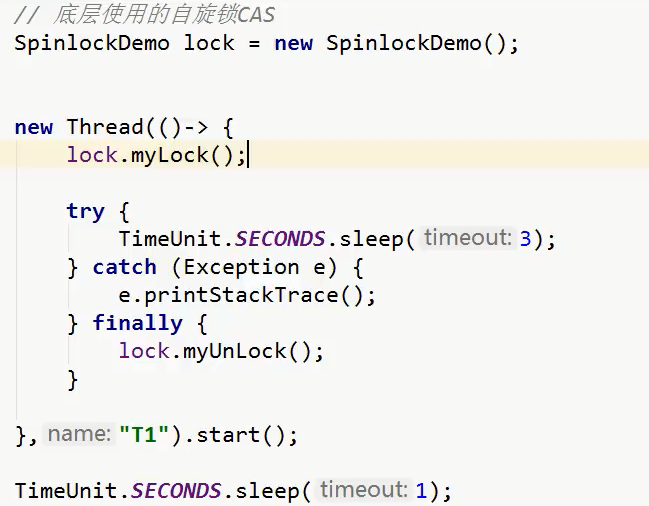 // 底层使用的自旋锁CAS
SpinlockDemo lock = new SpinlockDemo();
new Thread(()-> {
lock.myLock();
try {
TimeUnit.SECONDS.sleep( timeout: 3);
} catch (Exception e) {
e.printStackTrace();
} finally {
lock.myUnLock();
}
}, name: "T1").start();
TimeUnit.SECONDS.sleep( timeout: 1);